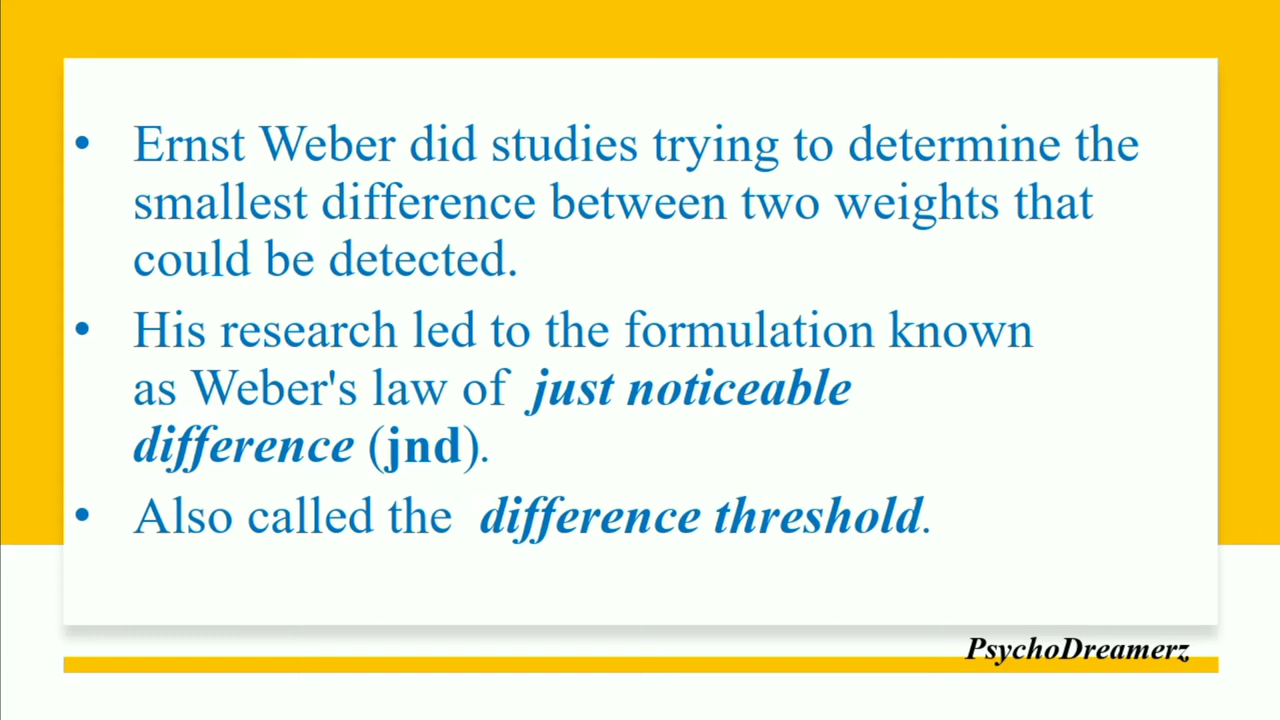 • Ernst Weber did studies trying to determine the
smallest difference between two weights that
could be detected.
• His research led to the formulation known
as Weber's law of just noticeable
difference (jnd).
• Also called the difference threshold.
PsychoDreamerz